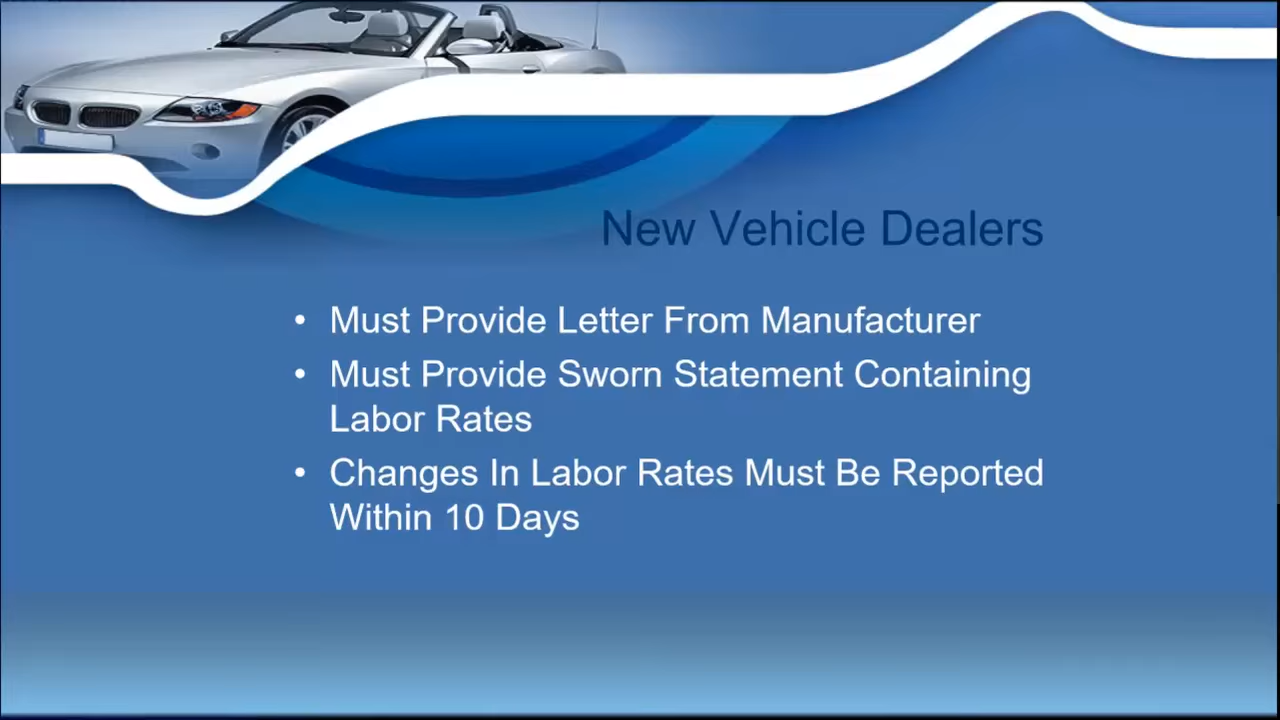 New Vehicle Dealers
• Must Provide Letter From Manufacturer
• Must Provide Sworn Statement Containing
Labor Rates
• Changes In Labor Rates Must Be Reported
Within 10 Days